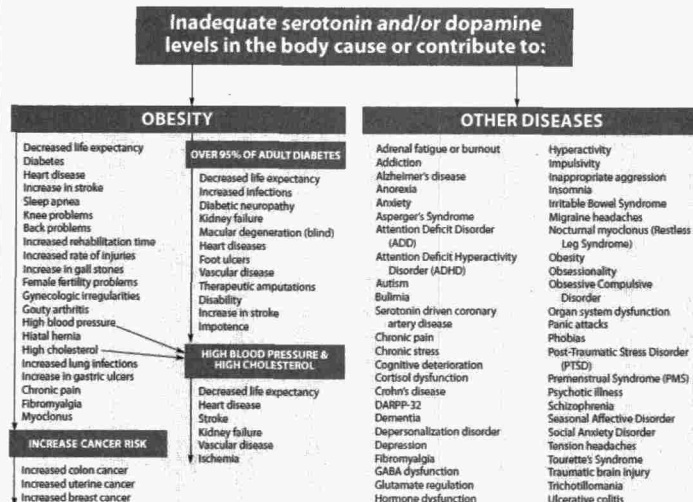 Inadequate serotonin and/or dopamine
levels in the body cause or contribute to:
OBESITY
Decreased life expectancy
Diabetes
Heart disease
Increase in stroke
Sleep apnea
Knee problems
Back problems
Increased rehabilitation time
Increased rate of injuries
Increase in gall stones
Female fertility problems
Gynecologic irregularities
Gouty arthritis
High blood pressure
Hiatal hernia
High cholesterol
Increased lung infections
Increase in gastric ulcers
Chronic pain
Fibromyalgia
Myoclonus
INCREASE CANCER RISK
Increased colon cancer
Increased uterine cancer
Increased breast cancer
OVER 95% OF ADULT DIABETES
Decreased life expectancy
Increased infections
Diabetic neuropathy
Kidney failure
Macular degeneration (blind)
Heart diseases
Foot ulcers
Vascular disease
Therapeutic amputations
Disability
Increase in stroke
Impotence
HIGH BLOOD PRESSURE &
HIGH CHOLESTEROL
Decreased life expectancy
Heart disease
Stroke
Kidney failure
Vascular disease
Ischemia
OTHER DISEASES
Adrenal fatigue or burnout
Addiction
Alzheimer's disease
Anorexia
Anxiety
Asperger's Syndrome
Attention Deficit Disorder
(ADD)
Attention Deficit Hyperactivity
Disorder (ADHD)
Autism
Bulimia
Serotonin driven coronary
artery disease
Chronic pain
Chronic stress
Cognitive deterioration
Cortisol dysfunction
Crohn's disease
DARPP-32
Dementia
Depersonalization disorder
Depression
Fibromyalgia
GABA dysfunction
Glutamate regulation
Hormone dysfunction
Hyperactivity
Impulsivity
Inappropriate aggression
Insomnia
Irritable Bowel Syndrome
Migraine headaches
Nocturnal myoclonus (Restless
Leg Syndrome)
Obesity
Obsessionality
Obsessive Compulsive
Disorder
Organ system dysfunction
Panic attacks
Phobias
Post-Traumatic Stress Disorder
(PTSD)
Premenstrual Syndrome (PMS)
Psychotic illness
Schizophrenia
Seasonal Affective Disorder
Social Anxiety Disorder
Tension headaches
Tourette's Syndrome
Traumatic brain injury
Trichotillomania
Ulcerative colitis